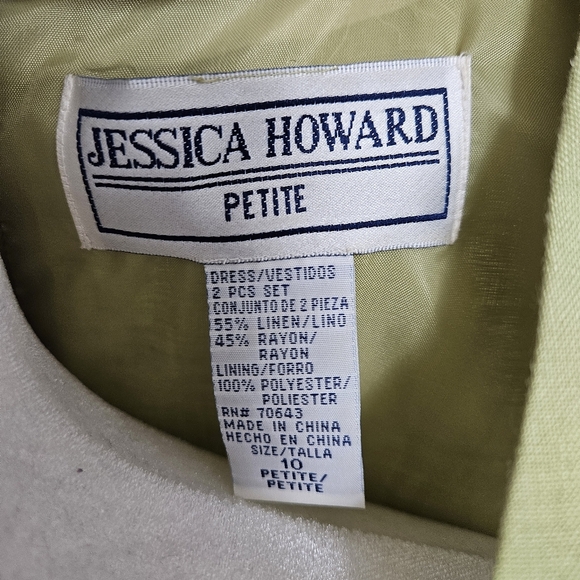 JESSICA HOWARD
PETITE
DRESS/VESTIDOS
2 PCS SET
CONJUNTO DE 2 PIEZA
55% LINEN/LINO
45% RAYON/
RAYON
LINING/FORRO
100% POLYESTER/
POLIESTER
RN# 70643
MADE IN CHINA
HECHO EN CHINA
SIZE/TALLA
10
PETITE/
PETITE